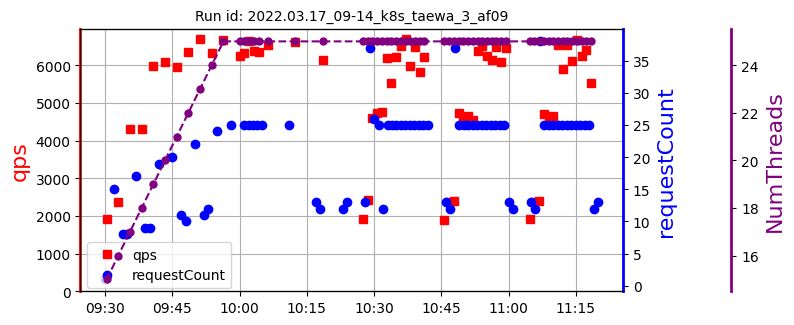 Run id: 2022.03.17_09-14_k8s_taewa_3_af09
6000
5000
4000
3000
2000
1000
0
qps
35
30
25
20
15
10
5
0
requestCount
24
22
20
18
16
NumThreads
qps
requestCount
09:30 09:45 10:00 10:15 10:30 10:45 11:00 11:15